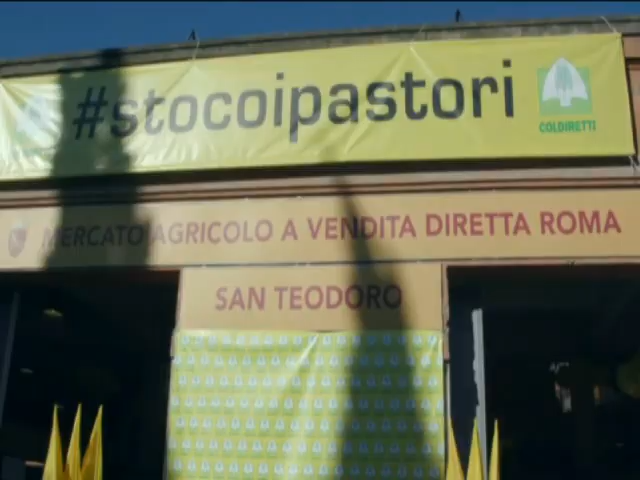 #stocoipastori
COLDIRETTI
MERCATO AGRICOLO A VENDITA DIRETTA ROMA
SAN TEODORO